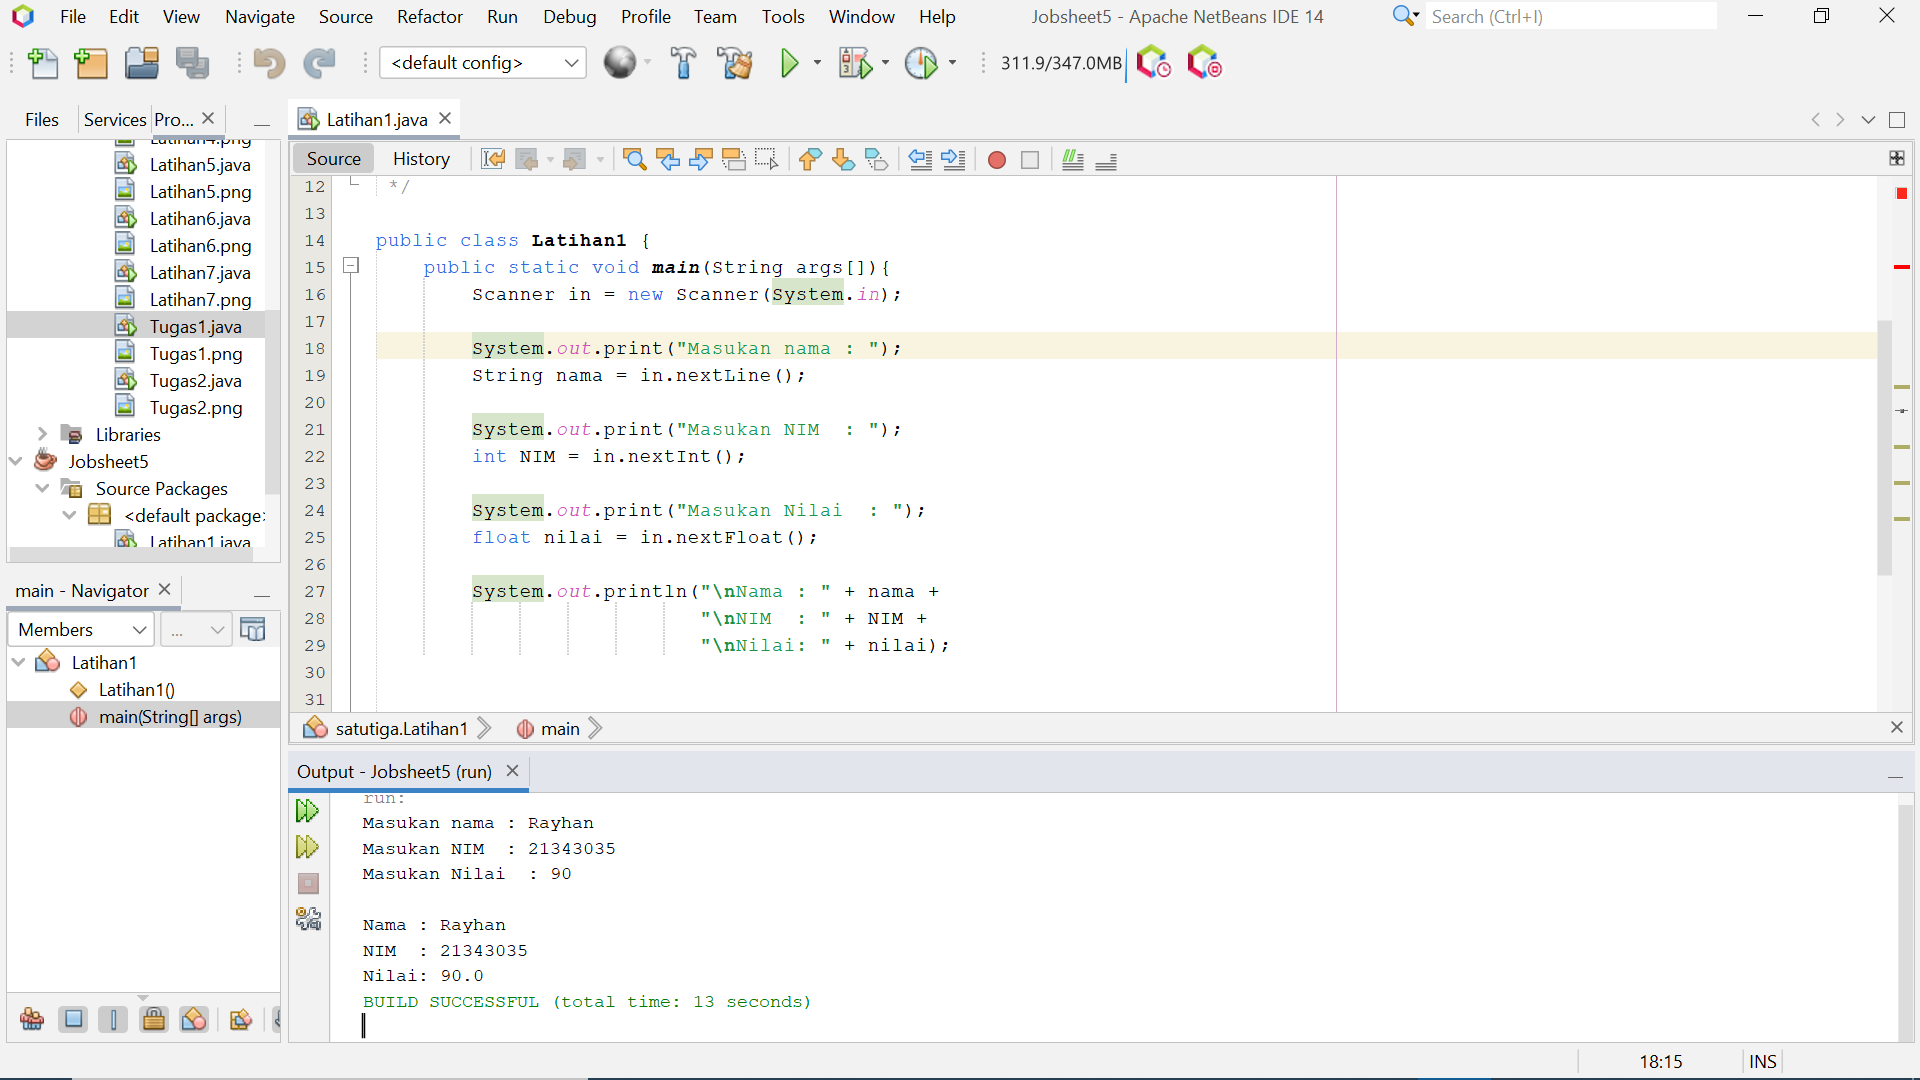 File Edit View Navigate Source Refactor Run Debug Profile Team Tools Window Help
Jobsheet5 - Apache NetBeans IDE 14
Search (Ctrl+I)
<default config>
311.9/347.0MB
Files Services Pro...
Latihan4.png
Latihan5.java
Latihan5.png
Latihan6.java
Latihan6.png
Latihan7.java
Latihan7.png
Tugas1.java
Tugas1.png
Tugas2.java
Tugas2.png
Libraries
Jobsheet5
Source Packages
<default package>
Latihan1.java
main - Navigator
Members
...
Latihan1
Latihan1()
main(String[] args)
Latihan1.java
Source History
12 */
13
14 public class Latihan1 {
15 public static void main(String args[]){
16 Scanner in = new Scanner(System.in);
17
18 System.out.print("Masukan nama : ");
19 String nama = in.nextLine();
20
21 System.out.print("Masukan NIM  : ");
22 int NIM = in.nextInt();
23
24 System.out.print("Masukan Nilai  : ");
25 float nilai = in.nextFloat();
26
27 System.out.println("\nNama : " + nama +
28 "\nNIM  : " + NIM +
29 "\nNilai: " + nilai);
30
31
satutiga.Latihan1 main
Output - Jobsheet5 (run)
run:
Masukan nama : Rayhan
Masukan NIM  : 21343035
Masukan Nilai  : 90
Nama : Rayhan
NIM  : 21343035
Nilai: 90.0
BUILD SUCCESSFUL (total time: 13 seconds)
18:15 INS